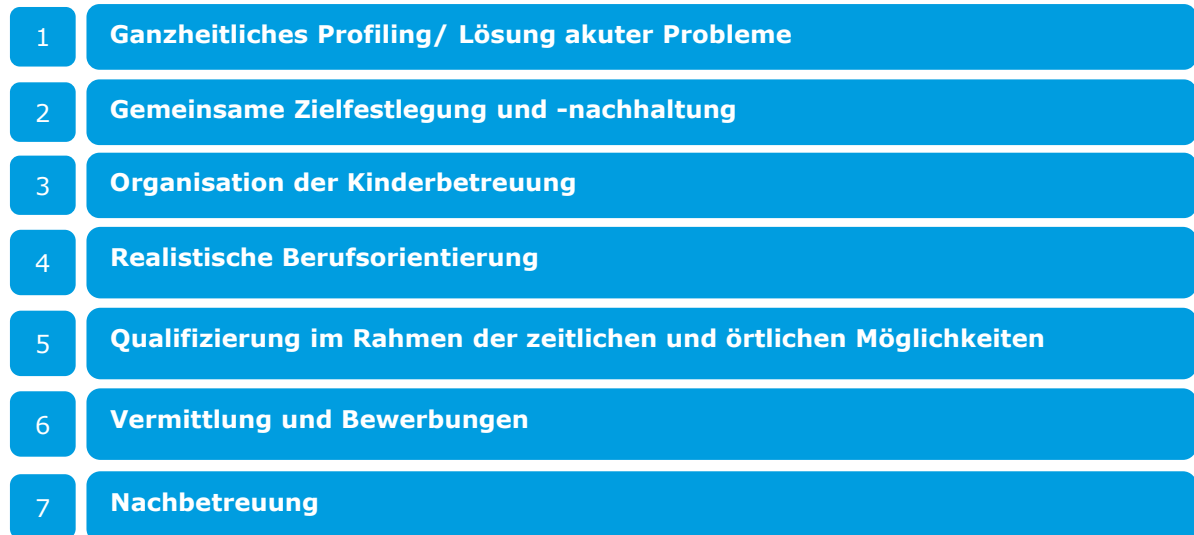 1 Ganzheitliches Profiling/ Lösung akuter Probleme
2 Gemeinsame Zielfestlegung und -nachhaltung
3 Organisation der Kinderbetreuung
4 Realistische Berufsorientierung
5 Qualifizierung im Rahmen der zeitlichen und örtlichen Möglichkeiten
6 Vermittlung und Bewerbungen
7 Nachbetreuung